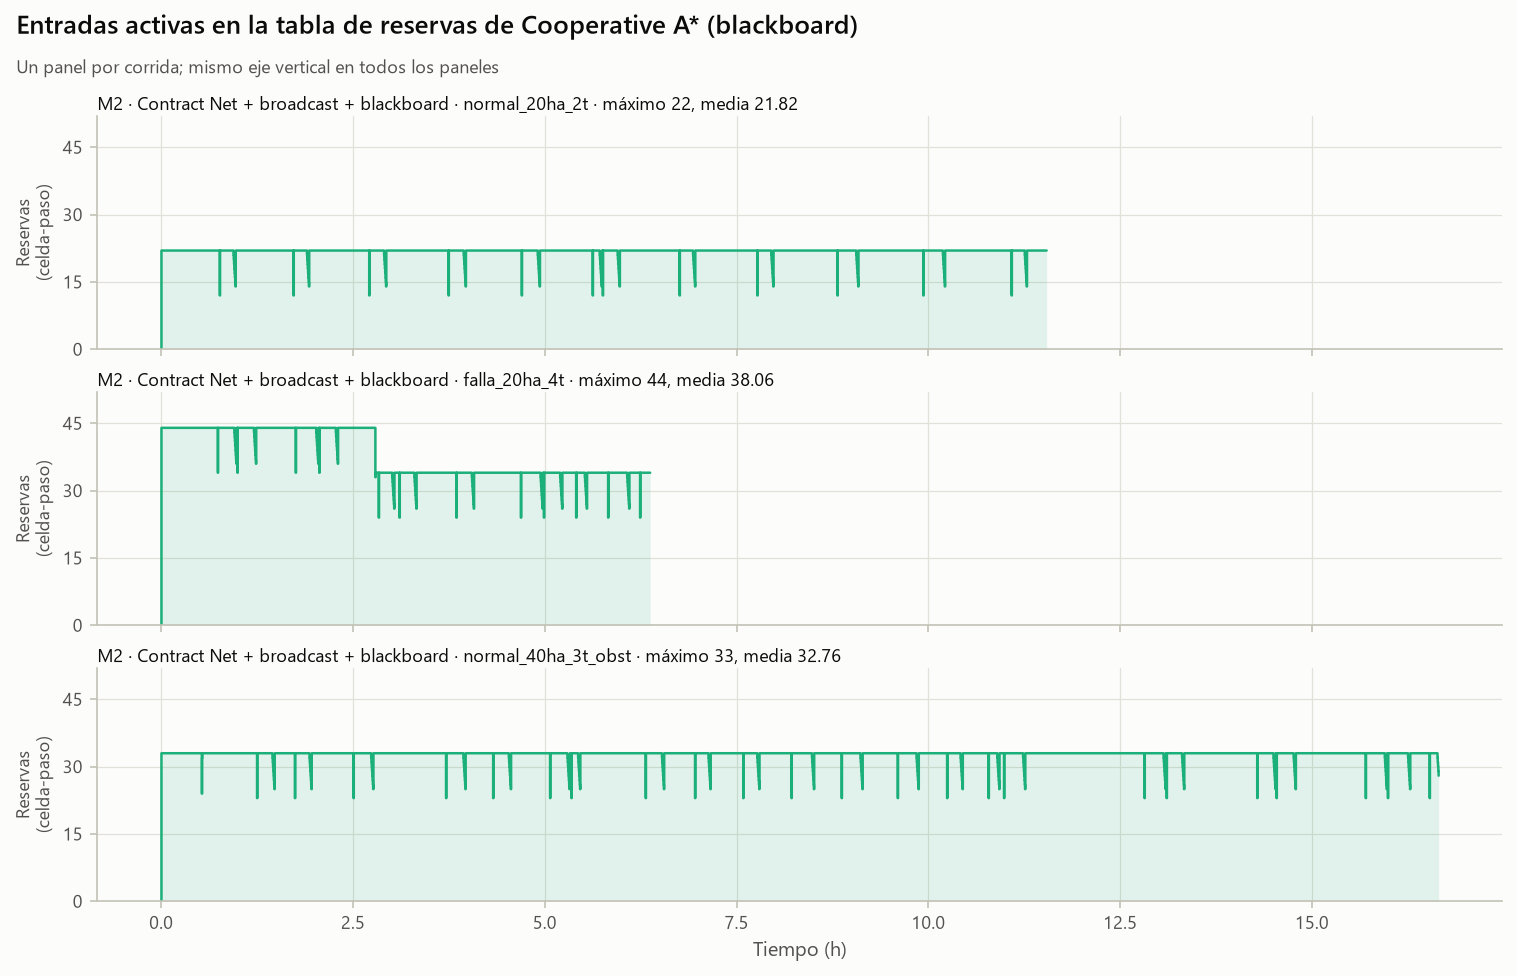 Entradas activas en la tabla de reservas de Cooperative A* (blackboard)
Un panel por corrida; mismo eje vertical en todos los paneles
M2 · Contract Net + broadcast + blackboard · normal_20ha_2t · máximo 22, media 21.82
Reservas
(celda-paso)
45
30
15
0
M2 · Contract Net + broadcast + blackboard · falla_20ha_4t · máximo 44, media 38.06
Reservas
(celda-paso)
45
30
15
0
M2 · Contract Net + broadcast + blackboard · normal_40ha_3t_obst · máximo 33, media 32.76
Reservas
(celda-paso)
45
30
15
0
0.0 2.5 5.0 7.5 10.0 12.5 15.0
Tiempo (h)